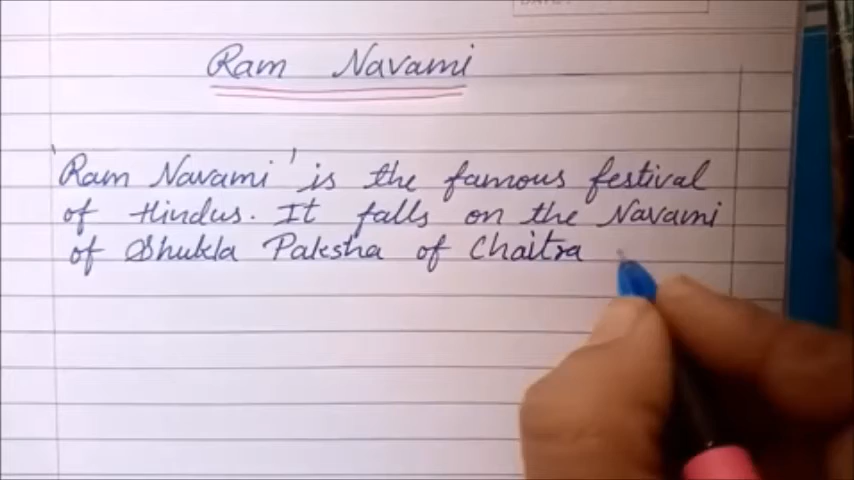 Ram Navami
'Ram Navami' is the famous festival
of Hindus. It falls on the Navami
of Shukla Paksha of Chaitra